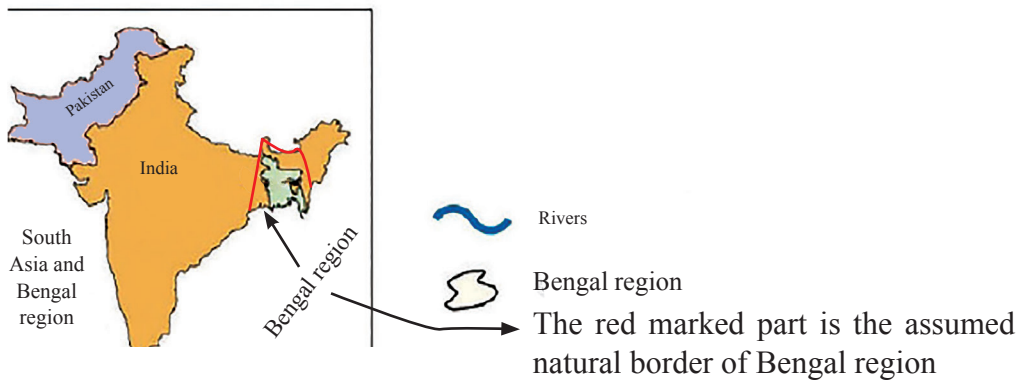 Pakistan
India
South
Asia and
Bengal
region
Bengal region
Rivers
Bengal region
The red marked part is the assumed
natural border of Bengal region